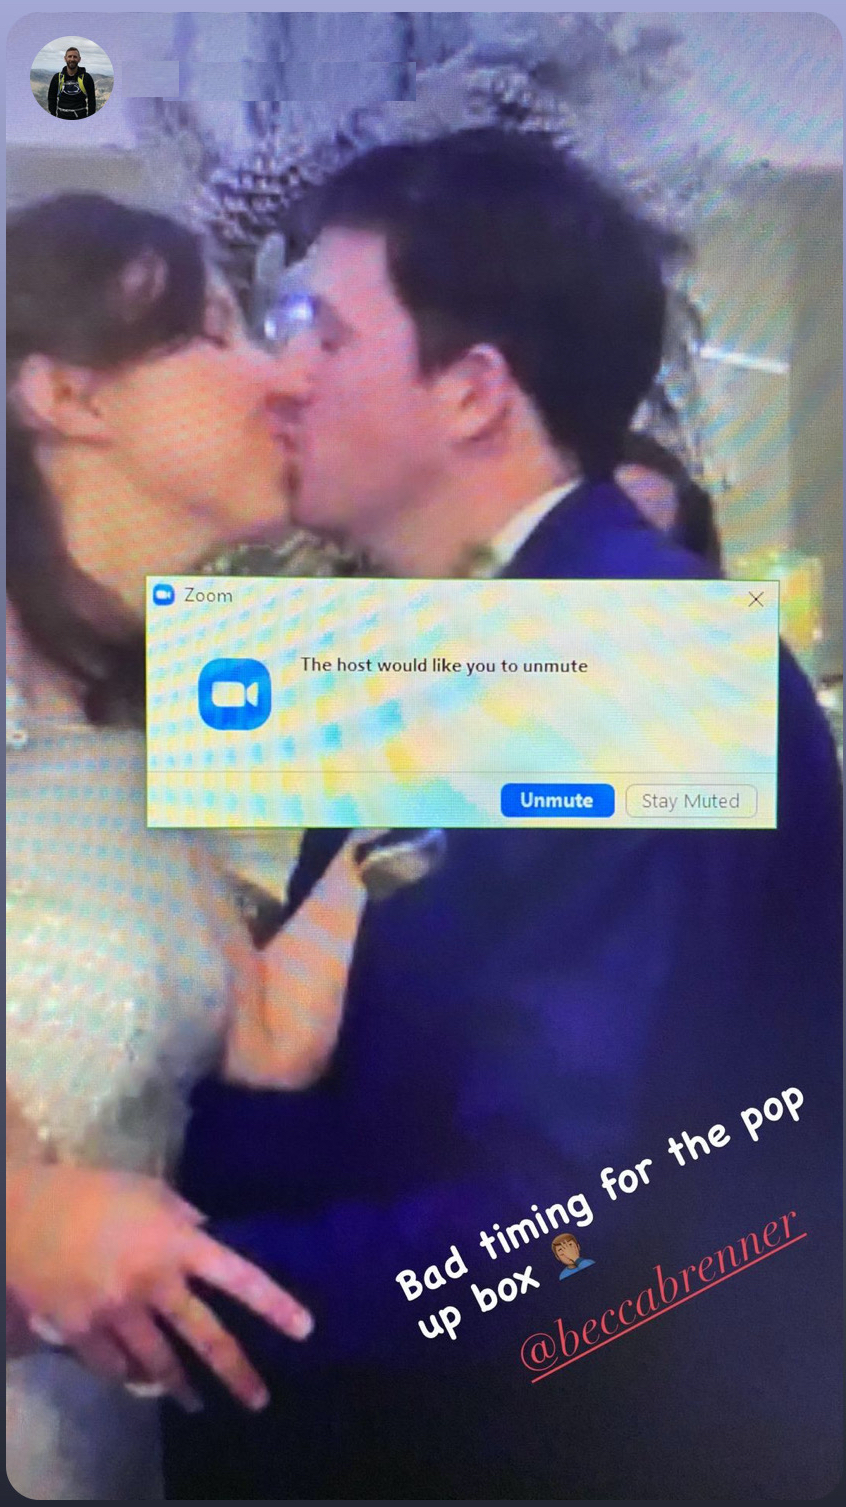 Zoom
The host would like you to unmute
Unmute
Stay Muted
Bad timing for the pop
up box 🤦🏽‍♂️
@beccabrenner